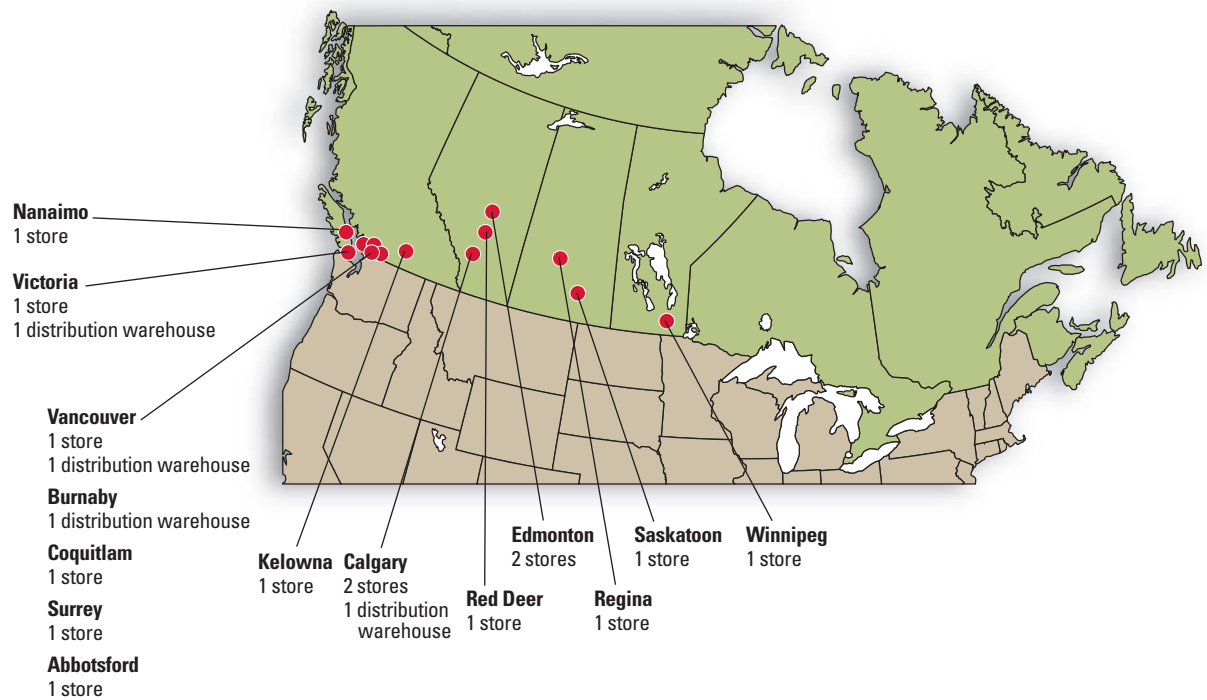 Nanaimo
1 store
Victoria
1 store
1 distribution warehouse
Vancouver
1 store
1 distribution warehouse
Burnaby
1 distribution warehouse
Coquitlam
1 store
Surrey
1 store
Abbotsford
1 store
Kelowna
1 store
Calgary
2 stores
1 distribution
warehouse
Red Deer
1 store
Edmonton
2 stores
Regina
1 store
Saskatoon
1 store
Winnipeg
1 store